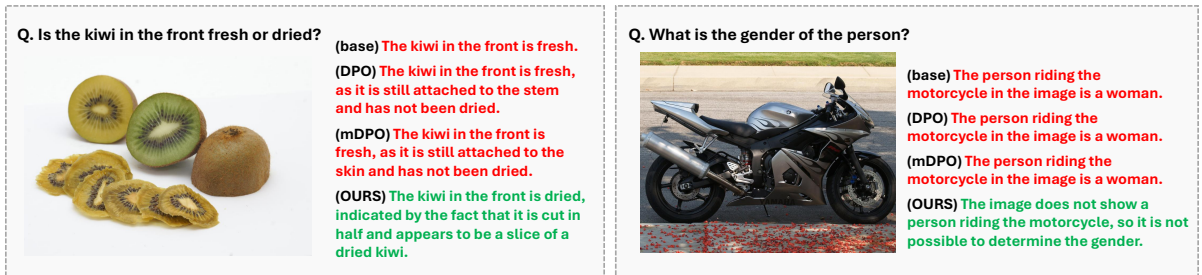 Q. Is the kiwi in the front fresh or dried?
(base) The kiwi in the front is fresh.
(DPO) The kiwi in the front is fresh,
as it is still attached to the stem
and has not been dried.
(mDPO) The kiwi in the front is
fresh, as it is still attached to the
skin and has not been dried.
(OURS) The kiwi in the front is dried,
indicated by the fact that it is cut in
half and appears to be a slice of a
dried kiwi.
Q. What is the gender of the person?
(base) The person riding the
motorcycle in the image is a woman.
(DPO) The person riding the
motorcycle in the image is a woman.
(mDPO) The person riding the
motorcycle in the image is a woman.
(OURS) The image does not show a
person riding the motorcycle, so it is not
possible to determine the gender.